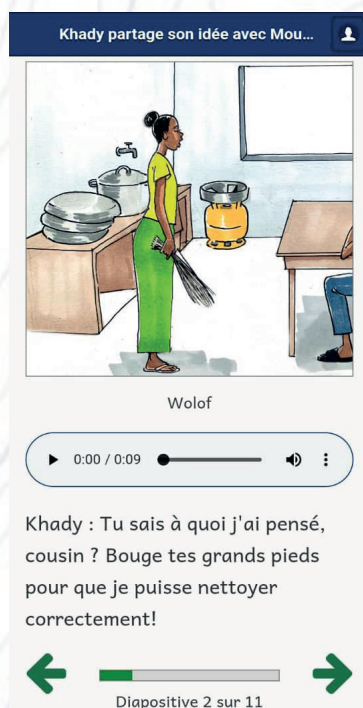 Khady partage son idée avec Mou...
Wolof
0:00 / 0:09
Khady : Tu sais à quoi j'ai pensé,
cousin ? Bouge tes grands pieds
pour que je puisse nettoyer
correctement!
Diapositive 2 sur 11